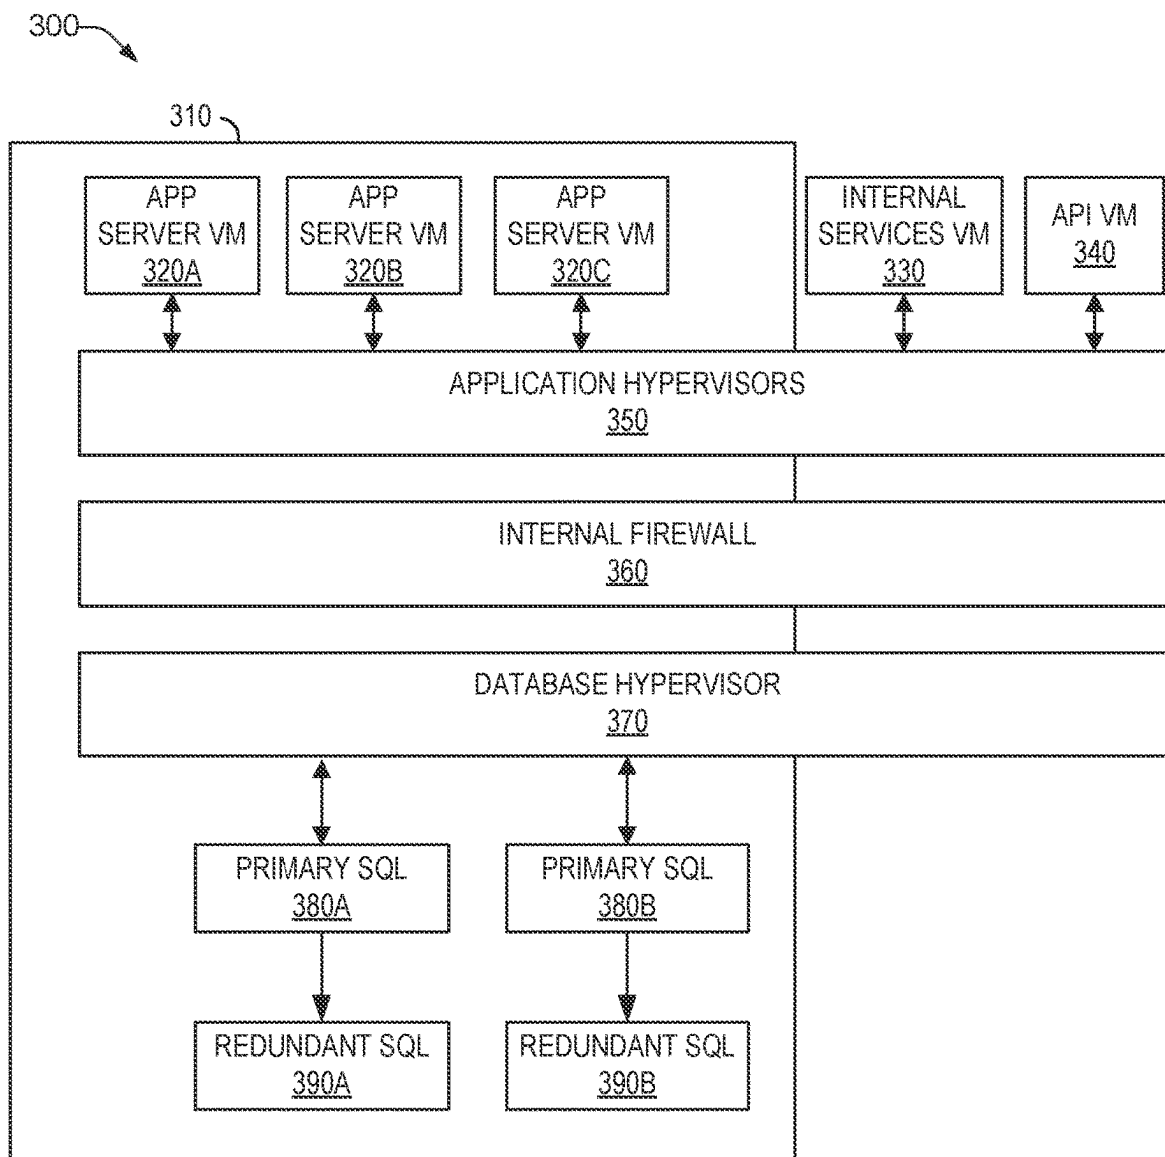 300
310
APP
SERVER VM
320A
APP
SERVER VM
320B
APP
SERVER VM
320C
INTERNAL
SERVICES VM
330
API VM
340
APPLICATION HYPERVISORS
350
INTERNAL FIREWALL
360
DATABASE HYPERVISOR
370
PRIMARY SQL
380A
PRIMARY SQL
380B
REDUNDANT SQL
390A
REDUNDANT SQL
390B